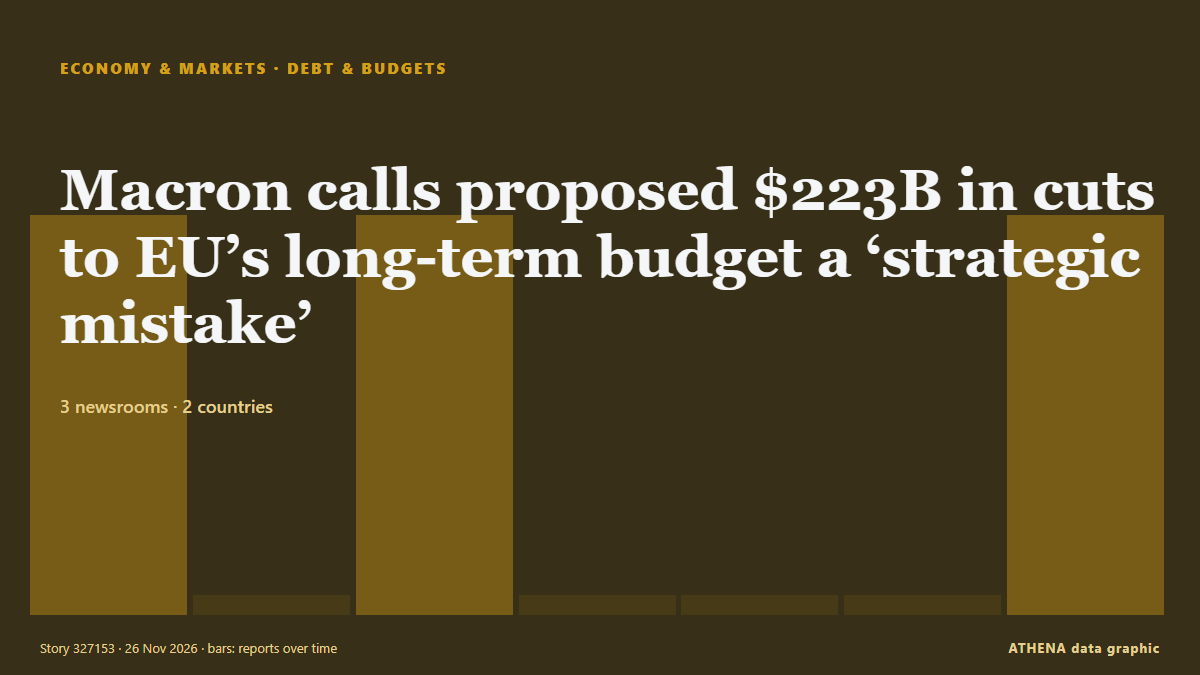 ECONOMY & MARKETS · DEBT & BUDGETS
Macron calls proposed $223B in cuts
to EU’s long-term budget a ‘strategic
mistake’
3 newsrooms · 2 countries
Story 327153 · 26 Nov 2026 · bars: reports over time
ATHENA data graphic